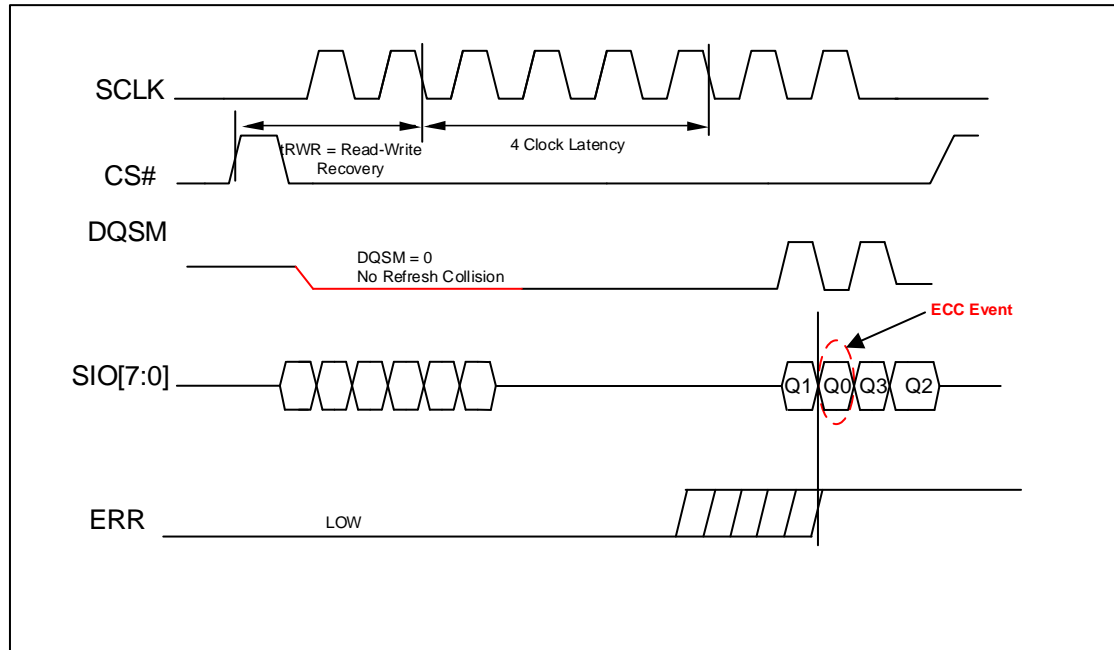 SCLK
tRWR = Read-Write
Recovery
4 Clock Latency
CS#
DQSM
DQSM = 0
No Refresh Collision
ECC Event
SIO[7:0]
Q1 Q0 Q3 Q2
ERR
LOW